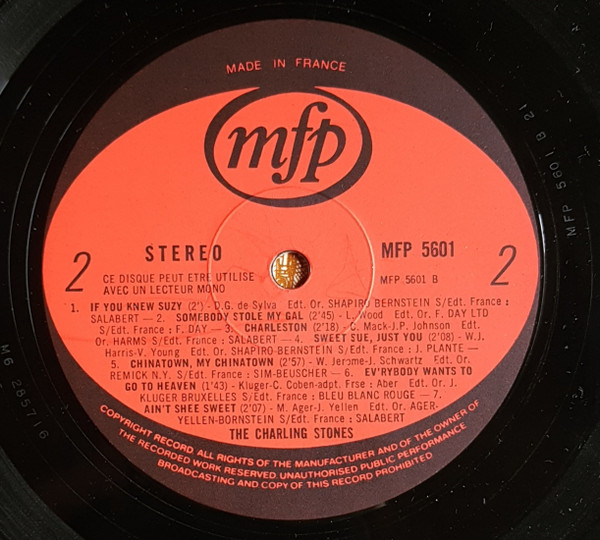 MADE IN FRANCE
mfp
2 STEREO MFP 5601 2
CE DISQUE PEUT ETRE UTILISE MFP 5601 B
AVEC UN LECTEUR MONO
1. IF YOU KNEW SUZY (2') - D.G. de Sylva Edt. Or. SHAPIRO BERNSTEIN S/Edt. France :
SALABERT — 2. SOMEBODY STOLE MY GAL (2'45) - L. Wood Edt. Or. F. DAY LTD
S/Edt. France : F. DAY — 3. CHARLESTON (2'18) - C. Mack-J.P. Johnson Edt.
Or. HARMS S/Edt. France : SALABERT — 4. SWEET SUE, JUST YOU (2'08) - W.J.
Harris-V. Young Edt. Or. SHAPIRO-BERNSTEIN S/Edt. France : J. PLANTE —
5. CHINATOWN, MY CHINATOWN (2'57) - W. Jerome-J. Schwartz Edt. Or.
REMICK N.Y. S/Edt. France : SIM-BEUSCHER — 6. EV'RYBODY WANTS TO
GO TO HEAVEN (1'43) - Kluger-C. Coben-adpt. Frse : Aber Edt. Or. J.
KLUGER BRUXELLES S/Edt. France : BLEU BLANC ROUGE — 7.
AIN'T SHEE SWEET (2'07) - M. Ager-J. Yellen Edt. Or. AGER-
YELLEN-BORNSTEIN S/Edt. France : SALABERT
THE CHARLING STONES
COPYRIGHT RECORD. ALL RIGHTS OF THE MANUFACTURER AND OF THE OWNER OF
THE RECORDED WORK RESERVED. UNAUTHORISED PUBLIC PERFORMANCE
BROADCASTING AND COPY OF THIS RECORD PROHIBITED
MFP 5601 B 21
M6 285716